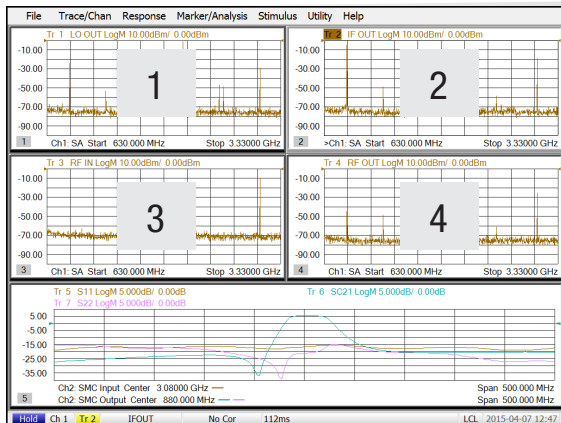 File Trace/Chan Response Marker/Analysis Stimulus Utility Help
Tr 1 LO OUT LogM 10.00dBm/ 0.00dBm
-10.00
-30.00
-50.00
-70.00
-90.00
1
1
Ch1: SA Start 630.000 MHz Stop 3.33000 GHz
Tr 2 IF OUT LogM 10.00dBm/ 0.00dBm
-10.00
-30.00
-50.00
-70.00
-90.00
2
2
>Ch1: SA Start 630.000 MHz Stop 3.33000 GHz
Tr 3 RF IN LogM 10.00dBm/ 0.00dBm
-10.00
-30.00
-50.00
-70.00
-90.00
3
3
Ch1: SA Start 630.000 MHz Stop 3.33000 GHz
Tr 4 RF OUT LogM 10.00dBm/ 0.00dBm
-10.00
-30.00
-50.00
-70.00
-90.00
4
4
Ch1: SA Start 630.000 MHz Stop 3.33000 GHz
Tr 5 S11 LogM 5.000dB/ 0.00dB Tr 6 SC21 LogM 5.000dB/ 0.00dB
Tr 7 S22 LogM 5.000dB/ 0.00dB
5.00
-5.00
-15.00
-25.00
-35.00
Ch2: SMC Input Center 3.08000 GHz Span 500.000 MHz
5 Ch2: SMC Output Center 880.000 MHz Span 500.000 MHz
Hold Ch 1 Tr 2 IFOUT No Cor 112ms LCL 2015-04-07 12:47